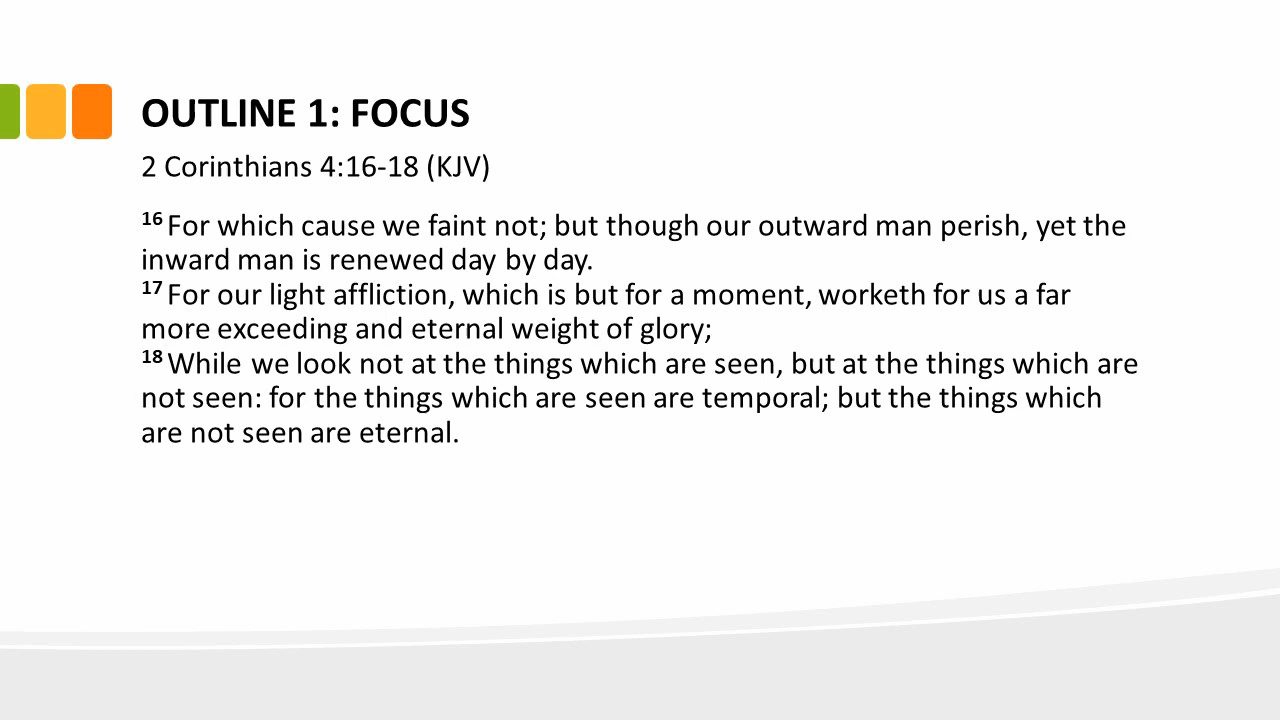 OUTLINE 1: FOCUS
2 Corinthians 4:16-18 (KJV)
16 For which cause we faint not; but though our outward man perish, yet the
inward man is renewed day by day.
17 For our light affliction, which is but for a moment, worketh for us a far
more exceeding and eternal weight of glory;
18 While we look not at the things which are seen, but at the things which are
not seen: for the things which are seen are temporal; but the things which
are not seen are eternal.